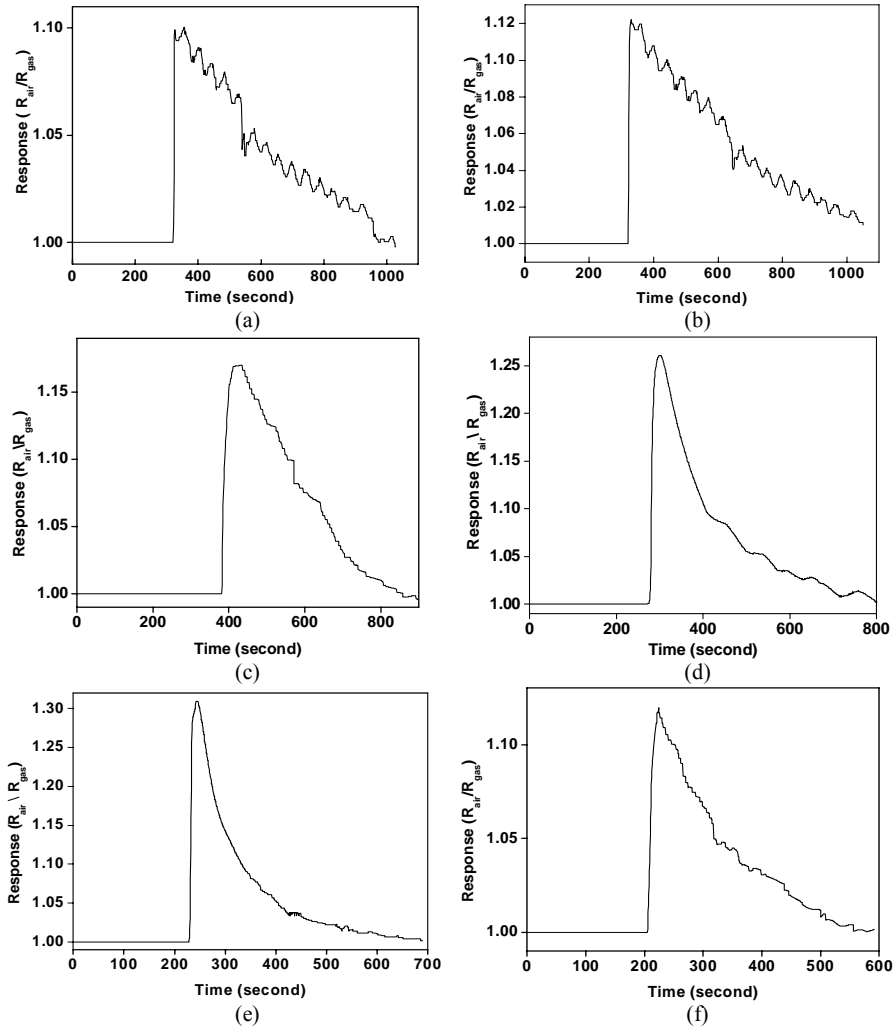 1.10
1.05
1.00
Response ( R_air/R_gas)
0 200 400 600 800 1000
Time (second)
(a)
1.12
1.10
1.08
1.06
1.04
1.02
1.00
Response (R_air/R_gas)
0 200 400 600 800 1000
Time (second)
(b)
1.15
1.10
1.05
1.00
Response (R_air\R_gas)
0 200 400 600 800
Time (second)
(c)
1.25
1.20
1.15
1.10
1.05
1.00
Response (R_air\ R_gas)
0 200 400 600 800
Time (second)
(d)
1.30
1.20
1.10
1.05
1.00
Response (R_air \ R_gas)
0 100 200 300 400 500 600 700
Time (second)
(e)
1.10
1.05
1.00
Response (R_air/R_gas)
0 200 400 500 600
Time (second)
(f)